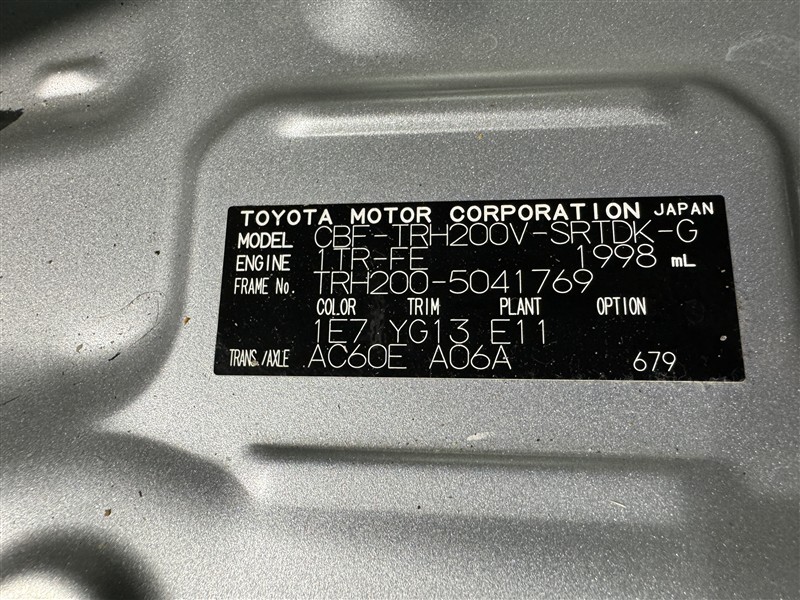 TOYOTA MOTOR CORPORATION JAPAN
MODEL CBF-TRH200V-SRTDK-G
ENGINE 1TR-FE 1998 mL
FRAME No. TRH200-5041769
COLOR TRIM PLANT OPTION
1E7 YG13 E11
TRANS./AXLE AC60E A06A 679